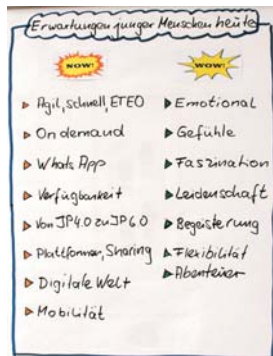 Erwartungen junger Menschen heute
NOW!
Agil, schnell, ETEO
On demand
WhatsApp
Verfügbarkeit
Von JP4.0 zu JP6.0
Plattformen, Sharing
Digitale Welt
Mobilität
WOW!
Emotional
Gefühle
Faszination
Leidenschaft
Begeisterung
Flexibilität
Abenteuer